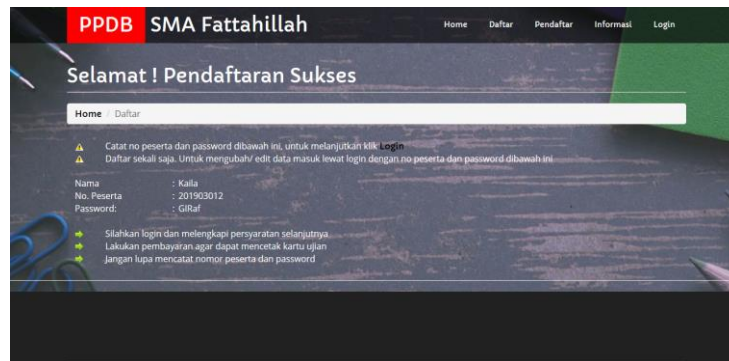 PPDB SMA Fattahillah
Home Daftar Pendaftar Informasi Login
Selamat ! Pendaftaran Sukses
Home / Daftar
Catat no peserta dan password dibawah ini, untuk melanjutkan klik Login
Daftar sekali saja. Untuk mengubah/ edit data masuk lewat login dengan no peserta dan password dibawah ini
Nama : Kaila
No. Peserta : 201903012
Password: : GIRaf
Silahkan login dan melengkapi persyaratan selanjutnya
Lakukan pembayaran agar dapat mencetak kartu ujian
Jangan lupa mencatat nomor peserta dan password